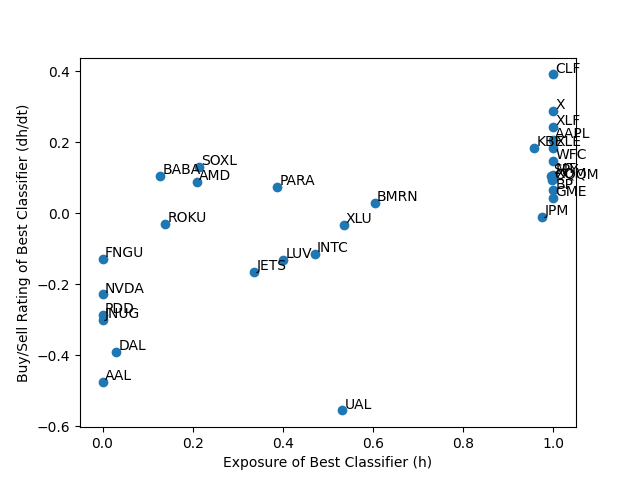 Buy/Sell Rating of Best Classifier (dh/dt)
0.4
0.2
0.0
−0.2
−0.4
−0.6
CLF
X
XLF
AAPL
KBE
XLE
WFC
SOXL
BABA
AMD
PARA
ZOOM
BP
GME
BMRN
JPM
ROKU
XLU
INTC
LUV
FNGU
JETS
NVDA
PDD
JNUG
DAL
AAL
UAL
0.0 0.2 0.4 0.6 0.8 1.0
Exposure of Best Classifier (h)